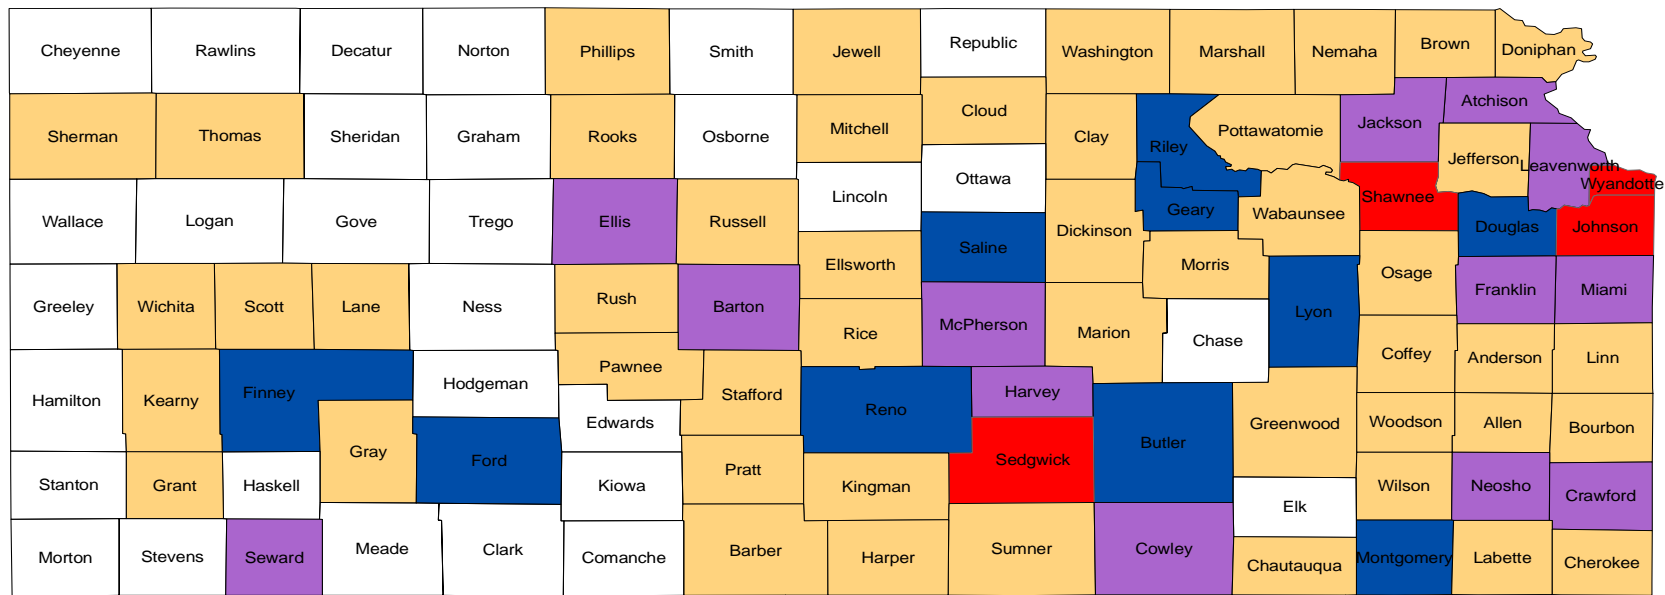 Cheyenne
Rawlins
Decatur
Norton
Phillips
Smith
Jewell
Republic
Washington
Marshall
Nemaha
Brown
Doniphan
Sherman
Thomas
Sheridan
Graham
Rooks
Osborne
Mitchell
Cloud
Clay
Riley
Pottawatomie
Jackson
Atchison
Jefferson
Leavenworth
Wyandotte
Wallace
Logan
Gove
Trego
Ellis
Russell
Lincoln
Ottawa
Saline
Dickinson
Geary
Wabaunsee
Shawnee
Douglas
Johnson
Greeley
Wichita
Scott
Lane
Ness
Rush
Barton
Ellsworth
Rice
McPherson
Marion
Morris
Chase
Lyon
Osage
Franklin
Miami
Hamilton
Kearny
Finney
Hodgeman
Pawnee
Edwards
Stafford
Reno
Harvey
Sedgwick
Butler
Greenwood
Coffey
Anderson
Linn
Woodson
Allen
Bourbon
Stanton
Grant
Haskell
Gray
Ford
Kiowa
Pratt
Kingman
Elk
Wilson
Neosho
Crawford
Morton
Stevens
Seward
Meade
Clark
Comanche
Barber
Harper
Sumner
Cowley
Chautauqua
Montgomery
Labette
Cherokee